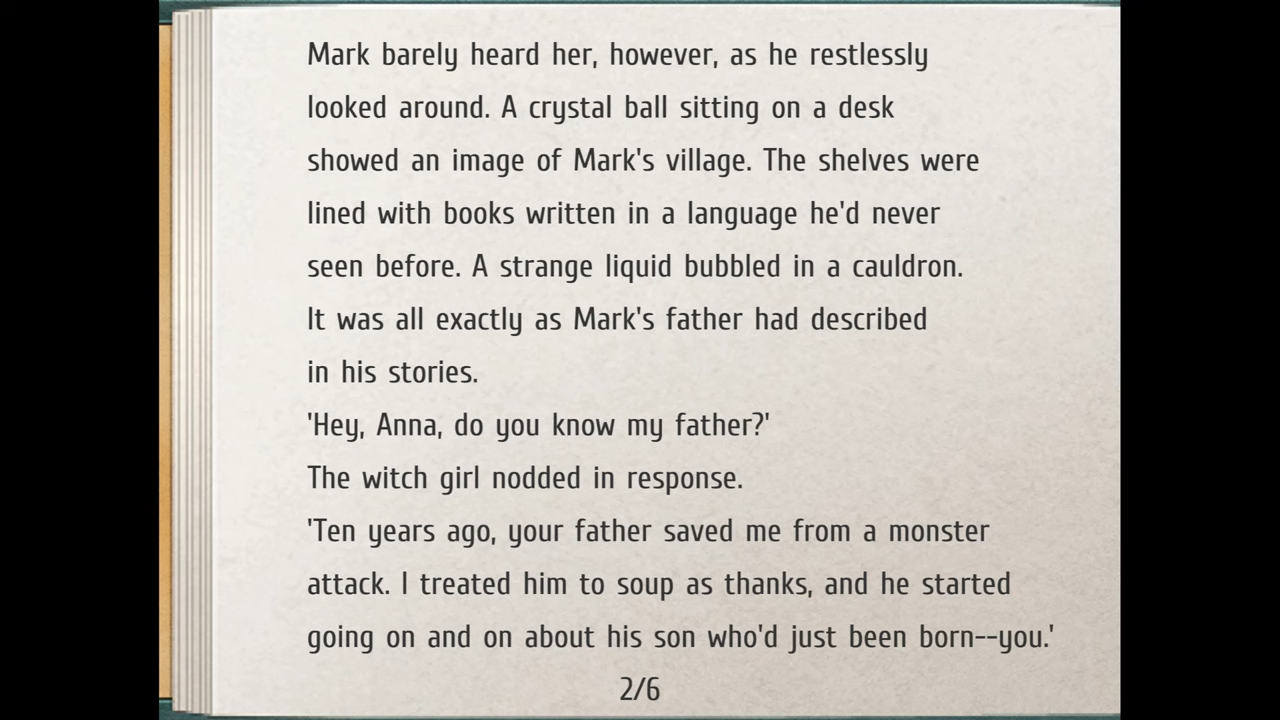 Mark barely heard her, however, as he restlessly
looked around. A crystal ball sitting on a desk
showed an image of Mark's village. The shelves were
lined with books written in a language he'd never
seen before. A strange liquid bubbled in a cauldron.
It was all exactly as Mark's father had described
in his stories.
'Hey, Anna, do you know my father?'
The witch girl nodded in response.
'Ten years ago, your father saved me from a monster
attack. I treated him to soup as thanks, and he started
going on and on about his son who'd just been born--you.'
2/6